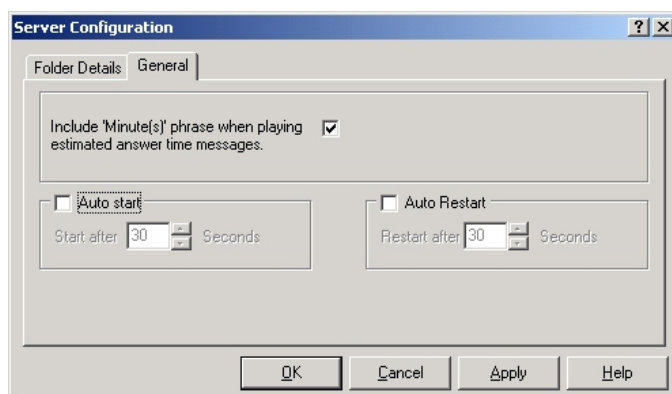 Server Configuration
? X
Folder Details General
Include 'Minute(s)' phrase when playing
estimated answer time messages.
Auto start Auto Restart
Start after 30 Seconds Restart after 30 Seconds
OK Cancel Apply Help